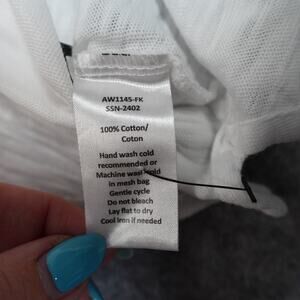 AW1145-FK
SSN-2402
100% Cotton/
Coton
Hand wash cold
recommended or
Machine wash cold
in mesh bag
Gentle cycle
Do not bleach
Lay flat to dry
Cool iron if needed